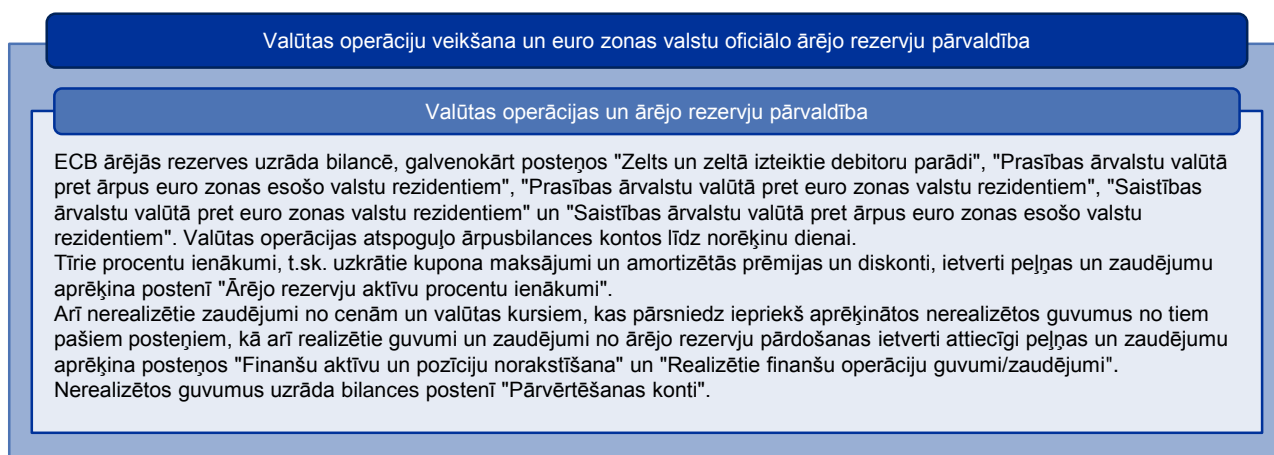 Valūtas operāciju veikšana un euro zonas valstu oficiālo ārējo rezervju pārvaldība
Valūtas operācijas un ārējo rezervju pārvaldība
ECB ārējās rezerves uzrāda bilancē, galvenokārt posteņos "Zelts un zeltā izteiktie debitoru parādi", "Prasības ārvalstu valūtā
pret ārpus euro zonas esošo valstu rezidentiem", "Prasības ārvalstu valūtā pret euro zonas valstu rezidentiem", "Saistības
ārvalstu valūtā pret euro zonas valstu rezidentiem" un "Saistības ārvalstu valūtā pret ārpus euro zonas esošo valstu
rezidentiem". Valūtas operācijas atspoguļo ārpusbilances kontos līdz norēķinu dienai.
Tīrie procentu ienākumi, t.sk. uzkrātie kupona maksājumi un amortizētās prēmijas un diskonti, ietverti peļņas un zaudējumu
aprēķina postenī "Ārējo rezervju aktīvu procentu ienākumi".
Arī nerealizētie zaudējumi no cenām un valūtas kursiem, kas pārsniedz iepriekš aprēķinātos nerealizētos guvumus no tiem
pašiem posteņiem, kā arī realizētie guvumi un zaudējumi no ārējo rezervju pārdošanas ietverti attiecīgi peļņas un zaudējumu
aprēķina posteņos "Finanšu aktīvu un pozīciju norakstīšana" un "Realizētie finanšu operāciju guvumi/zaudējumi".
Nerealizētos guvumus uzrāda bilances postenī "Pārvērtēšanas konti".